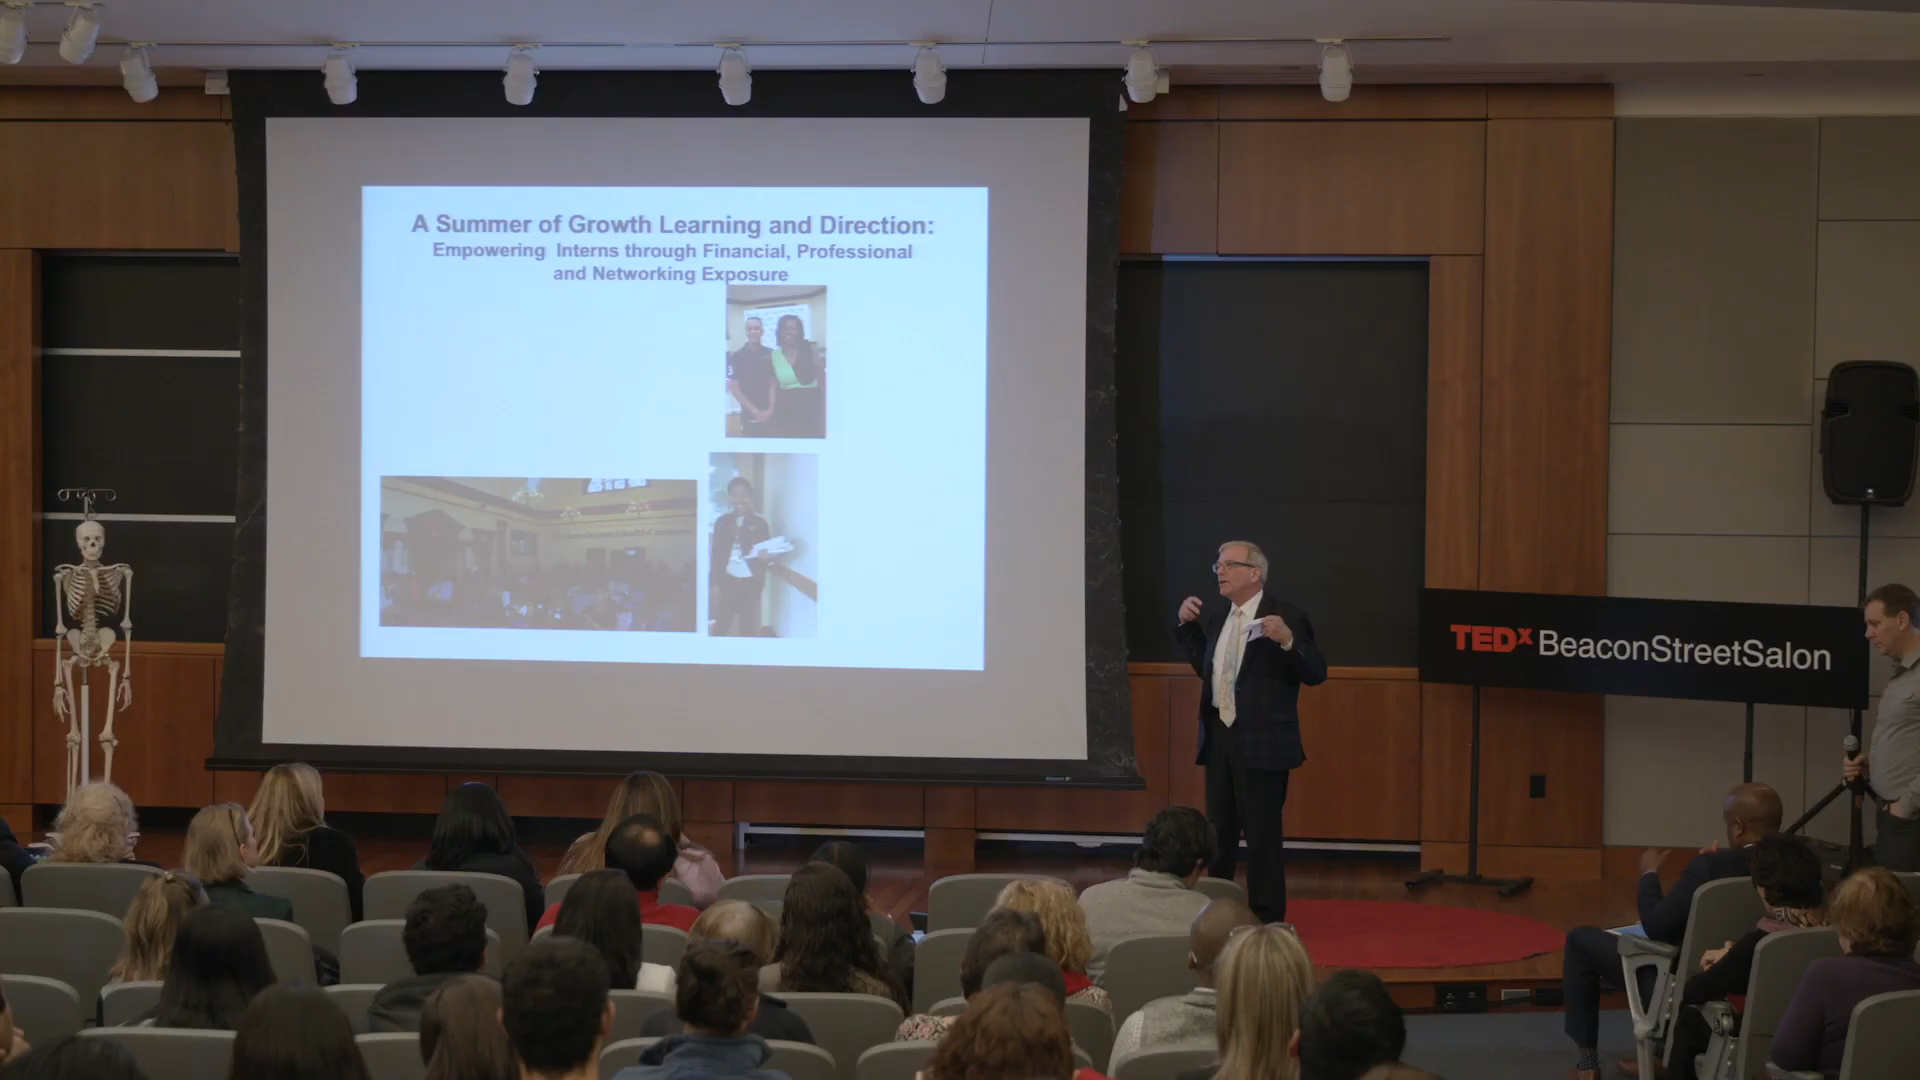 A Summer of Growth Learning and Direction:
Empowering Interns through Financial, Professional
and Networking Exposure
TEDx BeaconStreetSalon